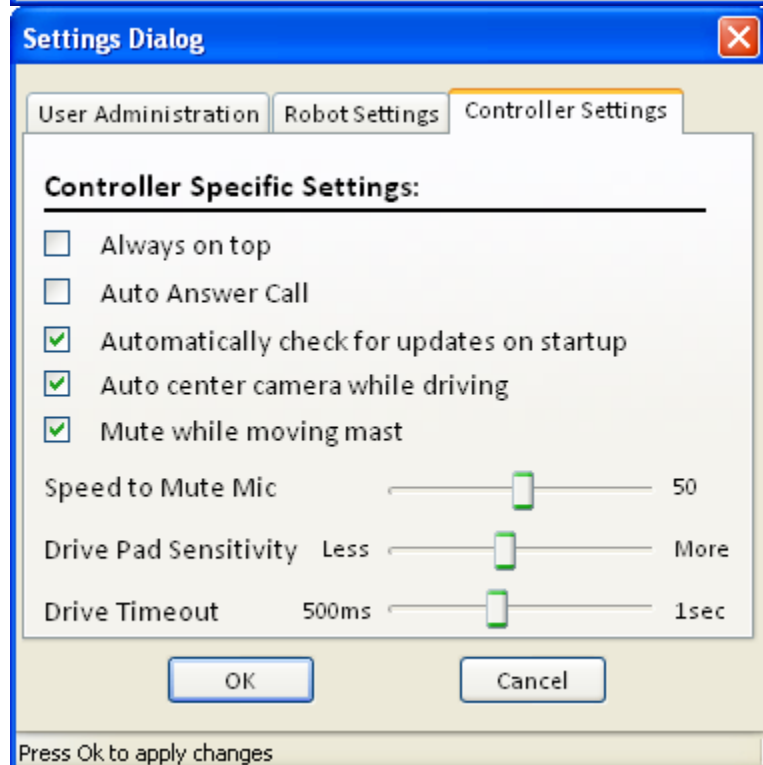 Settings Dialog
User Administration Robot Settings Controller Settings
Controller Specific Settings:
Always on top
Auto Answer Call
Automatically check for updates on startup
Auto center camera while driving
Mute while moving mast
Speed to Mute Mic 50
Drive Pad Sensitivity Less More
Drive Timeout 500ms 1sec
OK Cancel
Press Ok to apply changes